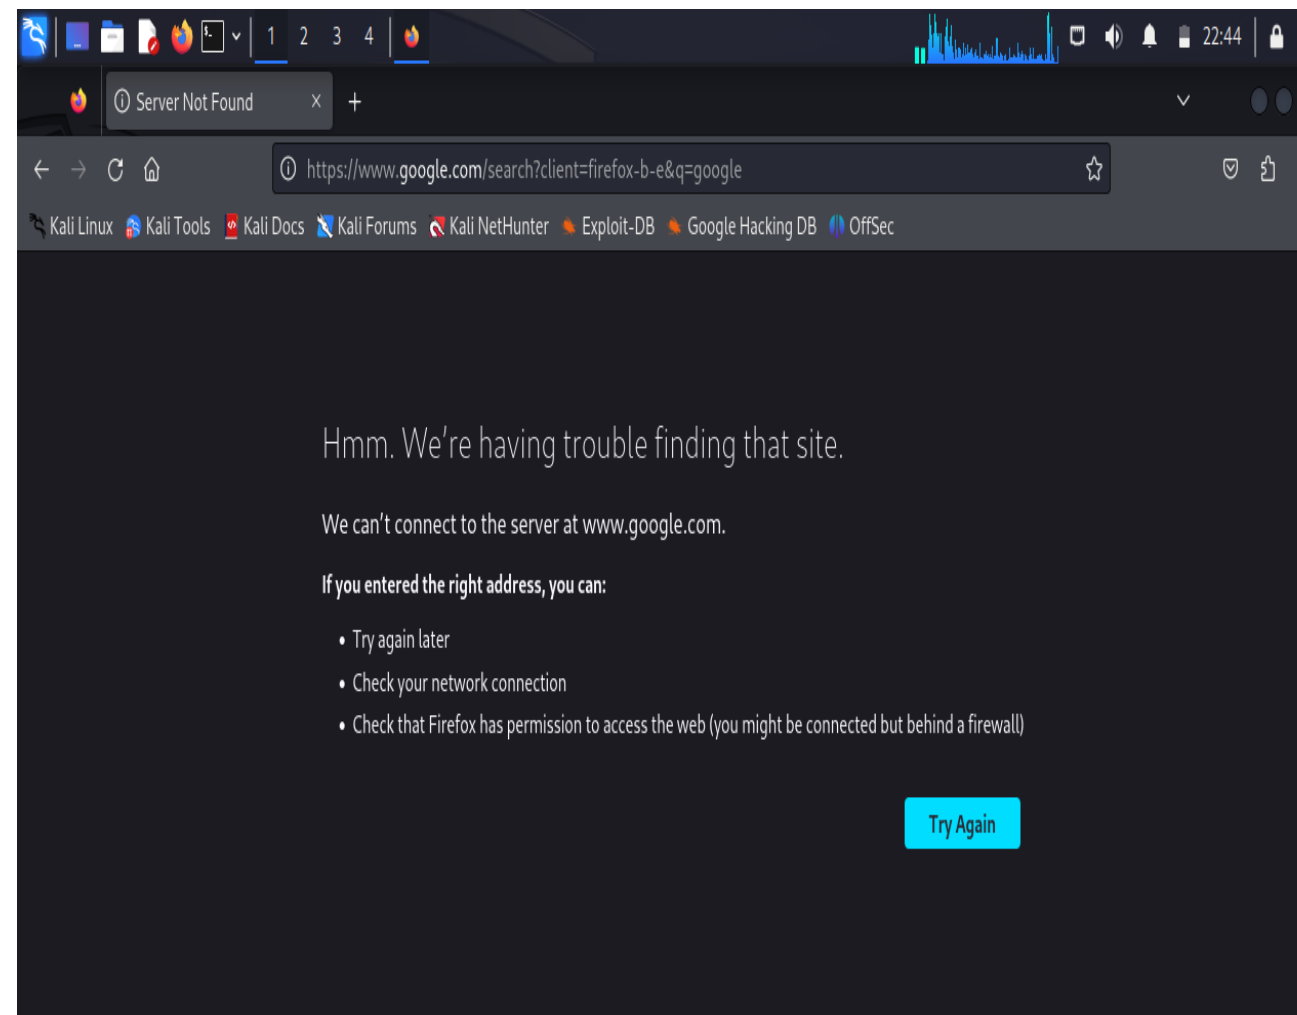 1 2 3 4 22:44
Server Not Found
https://www.google.com/search?client=firefox-b-e&q=google
Kali Linux Kali Tools Kali Docs Kali Forums Kali NetHunter Exploit-DB Google Hacking DB OffSec
Hmm. We're having trouble finding that site.
We can't connect to the server at www.google.com.
If you entered the right address, you can:
• Try again later
• Check your network connection
• Check that Firefox has permission to access the web (you might be connected but behind a firewall)
Try Again